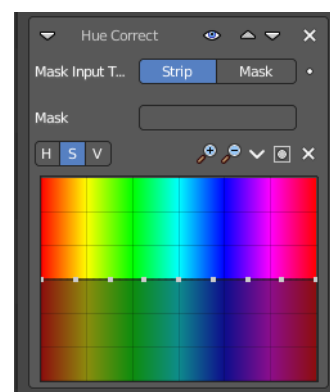 Hue Correct
Mask Input T... Strip Mask
Mask
H S V